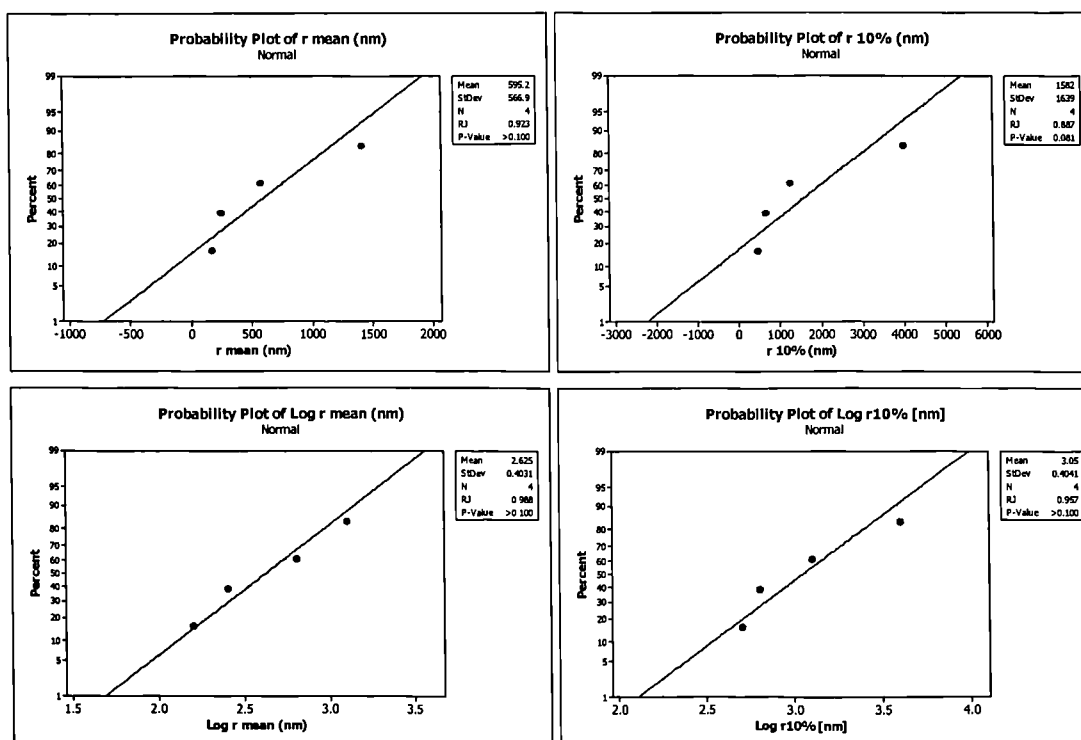 Probability Plot of r mean (nm)
Normal
99
95
90
80
70
60
50
40
30
20
10
5
1
Percent
-1000 -500 0 500 1000 1500 2000
r mean (nm)
Mean 595.2
StDev 566.9
N 4
RJ 0.923
P-Value >0.100
Probability Plot of r 10% (nm)
Normal
99
95
90
80
70
60
50
40
30
20
10
5
1
Percent
-3000 -2000 -1000 0 1000 2000 3000 4000 5000 6000
r 10% (nm)
Mean 1582
StDev 1639
N 4
RJ 0.887
P-Value 0.081
Probability Plot of Log r mean (nm)
Normal
99
95
90
80
70
60
50
40
30
20
10
5
1
Percent
1.5 2.0 2.5 3.0 3.5
Log r mean (nm)
Mean 2.625
StDev 0.4031
N 4
RJ 0.988
P-Value >0.100
Probability Plot of Log r10% [nm]
Normal
99
95
90
80
70
60
50
40
30
20
10
5
1
Percent
2.0 2.5 3.0 3.5 4.0
Log r10% [nm]
Mean 3.05
StDev 0.4041
N 4
RJ 0.957
P-Value >0.100